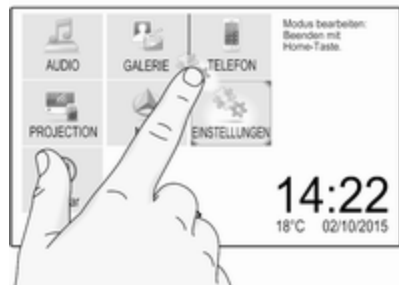 AUDIO
GALERIE
TELEFON
Modus bearbeiten:
Beenden mit
Home-Taste.
PROJECTION
EINSTELLUNGEN
14:22
18°C 02/10/2015